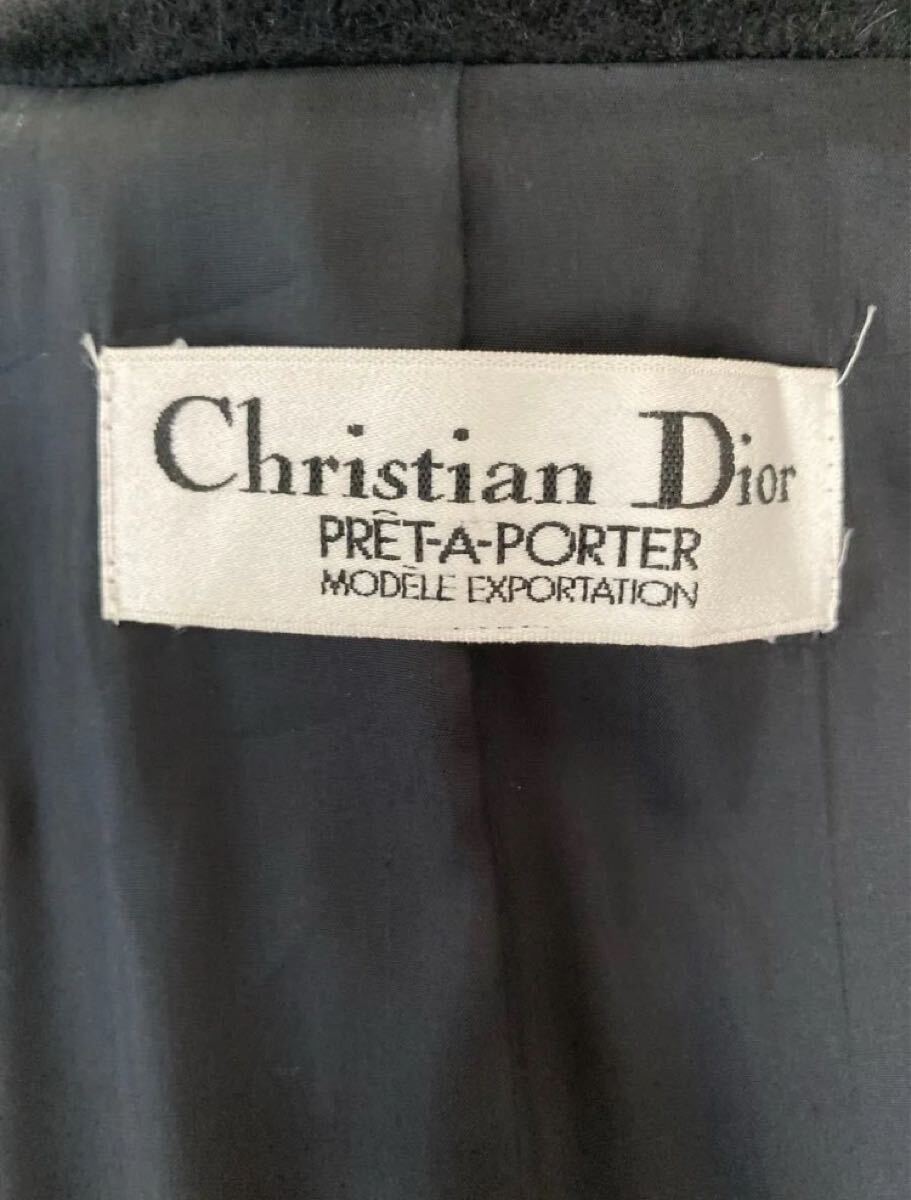 Christian Dior
PRÊT-A-PORTER
MODÈLE EXPORTATION